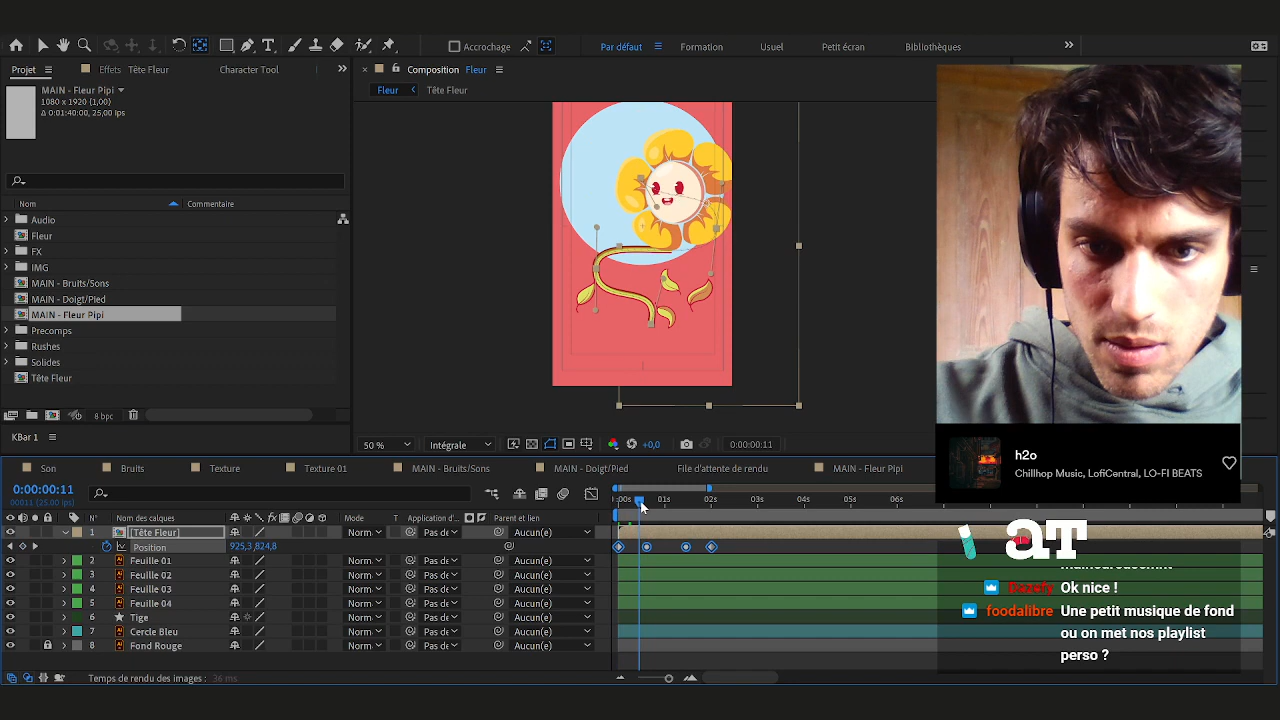 Accrochage
Par défaut
Formation
Usuel
Petit écran
Bibliothèques
Projet
Effets Tête Fleur
Character Tool
Composition Fleur
MAIN - Fleur Pipi
1080 x 1920 (1,00)
Δ 0:01:40:00, 25,00 ips
Fleur
Tête Fleur
Nom
Commentaire
Audio
Fleur
FX
IMG
MAIN - Bruits/Sons
MAIN - Doigt/Pied
MAIN - Fleur Pipi
Precomps
Rushes
Solides
Tête Fleur
8 bpc
50 %
Intégrale
+0,0
0:00:00:11
KBar 1
h2o
Chillhop Music, LofiCentral, LO-FI BEATS
Son
Bruits
Texture
Texture 01
MAIN - Bruits/Sons
MAIN - Doigt/Pied
File d'attente de rendu
MAIN - Fleur Pipi
0:00:00:11
00011 (25.00 ips)
:00s
01s
02s
03s
04s
05s
06s
N°
Nom des calques
Mode
T
Application d'...
Parent et lien
1
[Tête Fleur]
Norm
Pas de
Aucun(e)
Position
925,3,824,8
2
Feuille 01
Norm
Pas de
Aucun(e)
3
Feuille 02
Norm
Pas de
Aucun(e)
4
Feuille 03
Norm
Pas de
Aucun(e)
5
Feuille 04
Norm
Pas de
Aucun(e)
6
Tige
Norm
Pas de
Aucun(e)
7
Cercle Bleu
Norm
Pas de
Aucun(e)
8
Fond Rouge
Norm
Pas de
Aucun(e)
Temps de rendu des images : 36 ms
aT
Ok nice !
foodalibre Une petit musique de fond
ou on met nos playlist
perso ?